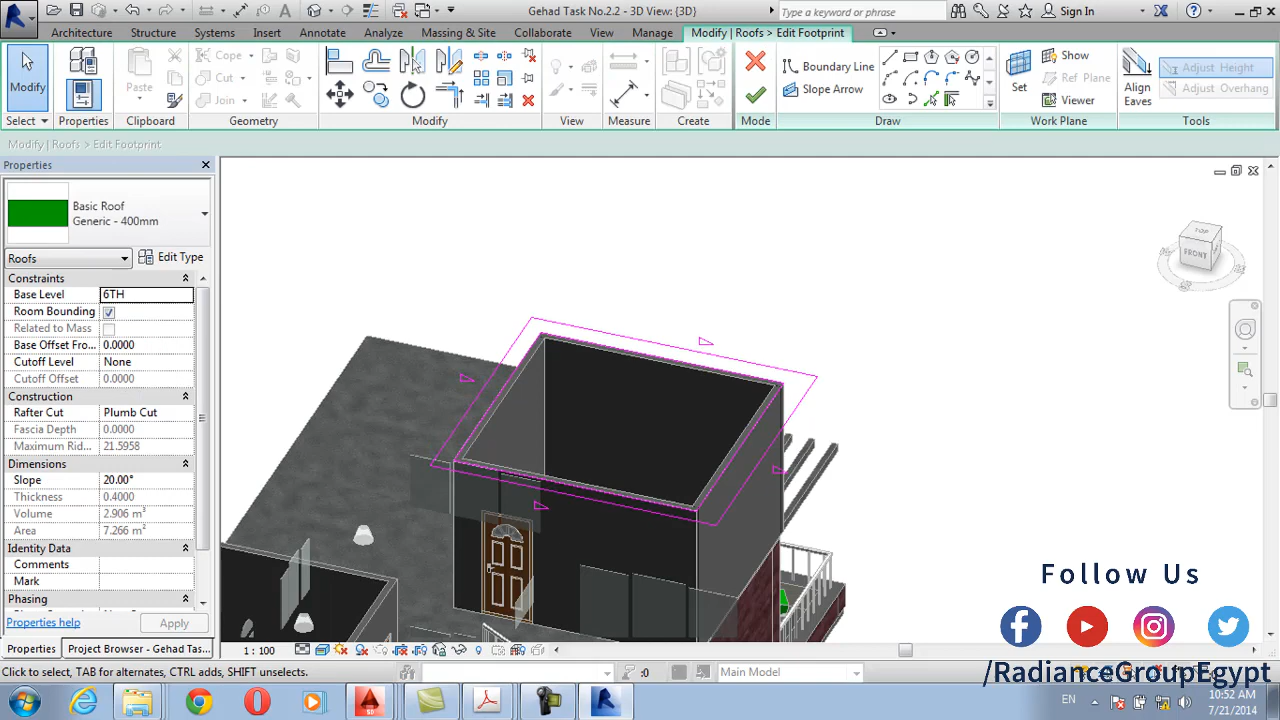 Gehad Task No.2.2 - 3D View: {3D}
Type a keyword or phrase
Sign In
Architecture
Structure
Systems
Insert
Annotate
Analyze
Massing & Site
Collaborate
View
Manage
Modify | Roofs > Edit Footprint
Modify
Paste
Cope
Cut
Join
Boundary Line
Slope Arrow
Set
Show
Ref Plane
Viewer
Align
Eaves
Adjust Height
Adjust Overhang
Select
Properties
Clipboard
Geometry
Modify
View
Measure
Create
Mode
Draw
Work Plane
Tools
Modify | Roofs > Edit Footprint
Properties
Basic Roof
Generic - 400mm
Roofs
Edit Type
Constraints
Base Level 6TH
Room Bounding
Related to Mass
Base Offset Fro... 0.0000
Cutoff Level None
Cutoff Offset 0.0000
Construction
Rafter Cut Plumb Cut
Fascia Depth 0.0000
Maximum Rid... 21.5958
Dimensions
Slope 20.00°
Thickness 0.4000
Volume 2.906 m³
Area 7.266 m²
Identity Data
Comments
Mark
Phasing
Properties help
Apply
Properties
Project Browser - Gehad Tas...
1 : 100
TOP
FRONT
Click to select, TAB for alternates, CTRL adds, SHIFT unselects.
:0
Main Model
Follow Us
/RadianceGroupEgypt
EN
10:52 AM
7/21/2014